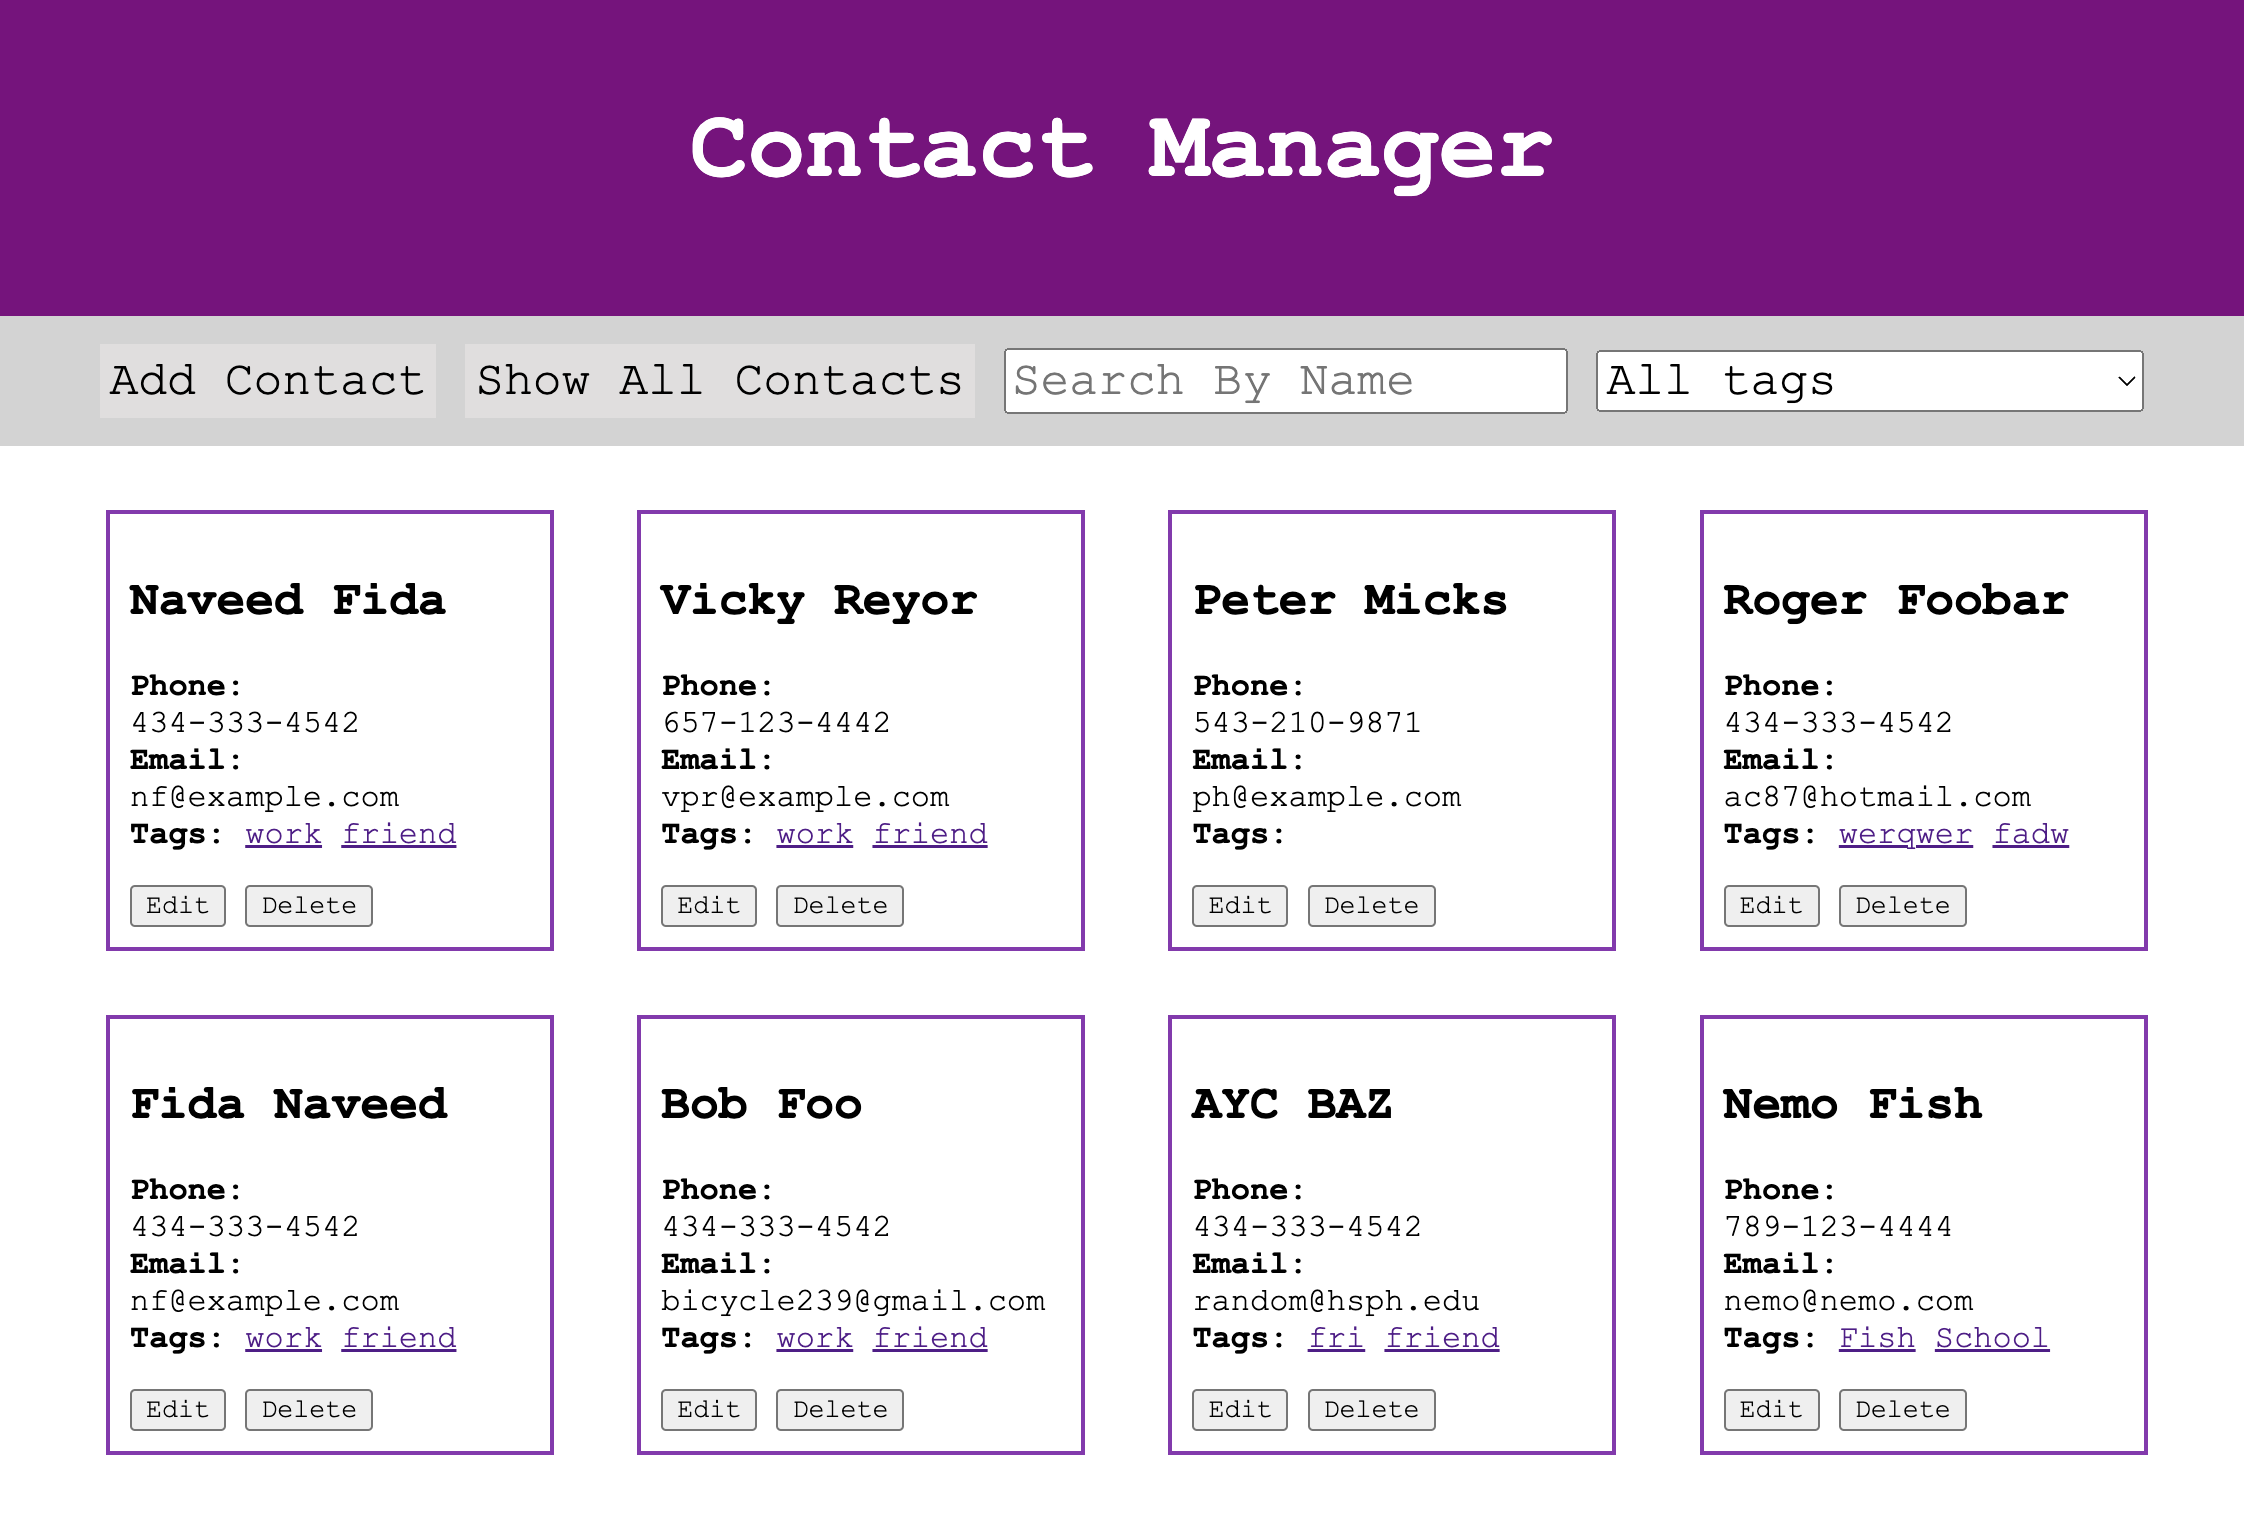 Contact Manager
Add Contact
Show All Contacts
Search By Name
All tags
Naveed Fida
Phone:
434-333-4542
Email:
nf@example.com
Tags: work friend
Edit Delete
Vicky Reyor
Phone:
657-123-4442
Email:
vpr@example.com
Tags: work friend
Edit Delete
Peter Micks
Phone:
543-210-9871
Email:
ph@example.com
Tags:
Edit Delete
Roger Foobar
Phone:
434-333-4542
Email:
ac87@hotmail.com
Tags: werqwer fadw
Edit Delete
Fida Naveed
Phone:
434-333-4542
Email:
nf@example.com
Tags: work friend
Edit Delete
Bob Foo
Phone:
434-333-4542
Email:
bicycle239@gmail.com
Tags: work friend
Edit Delete
AYC BAZ
Phone:
434-333-4542
Email:
random@hsph.edu
Tags: fri friend
Edit Delete
Nemo Fish
Phone:
789-123-4444
Email:
nemo@nemo.com
Tags: Fish School
Edit Delete